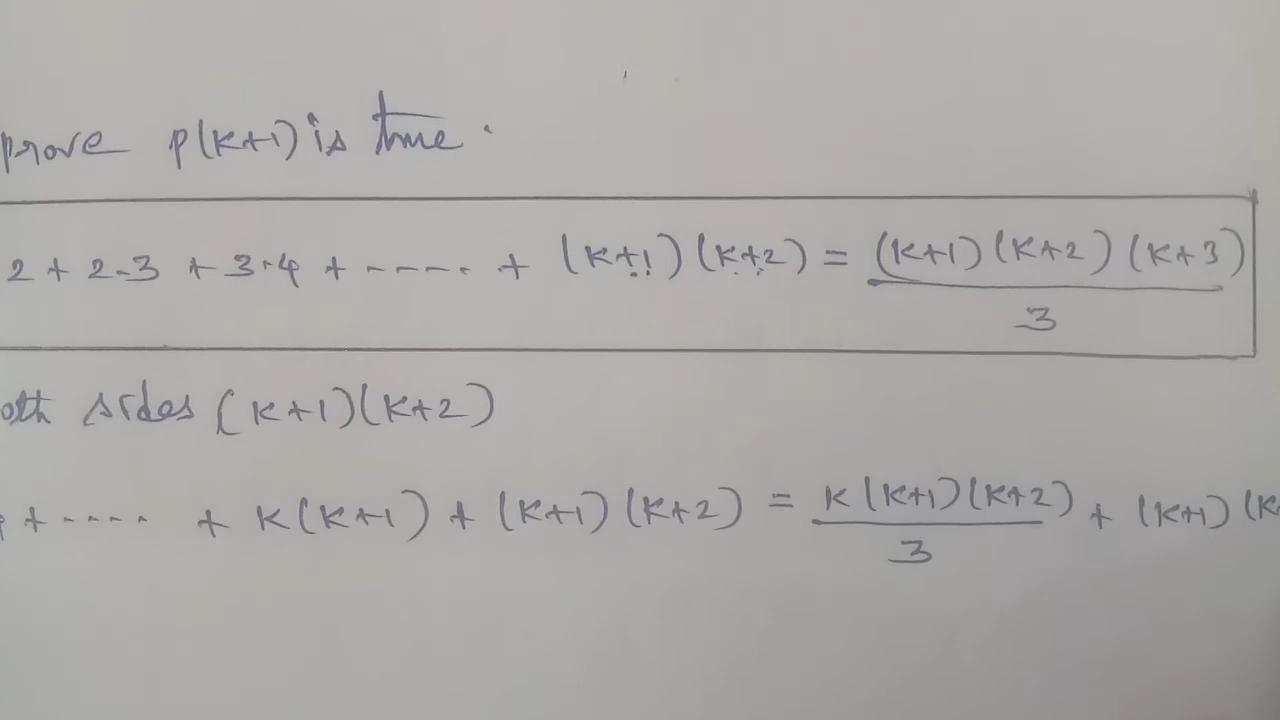 prove p(k+1) is true.
2 + 2.3 + 3.4 + ----- + (k+1)(k+2) = (k+1)(k+2)(k+3) / 3
oth sides (k+1)(k+2)
+ ---- + k(k+1) + (k+1)(k+2) = k(k+1)(k+2) / 3 + (k+1)(k